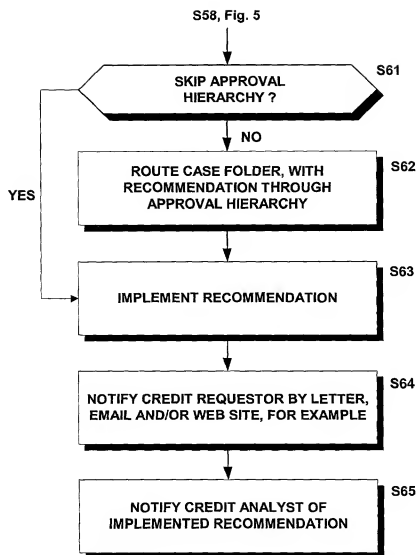 S58, Fig. 5
S61
SKIP APPROVAL
HIERARCHY ?
NO
YES
S62
ROUTE CASE FOLDER, WITH
RECOMMENDATION THROUGH
APPROVAL HIERARCHY
S63
IMPLEMENT RECOMMENDATION
S64
NOTIFY CREDIT REQUESTOR BY LETTER,
EMAIL AND/OR WEB SITE, FOR EXAMPLE
S65
NOTIFY CREDIT ANALYST OF
IMPLEMENTED RECOMMENDATION